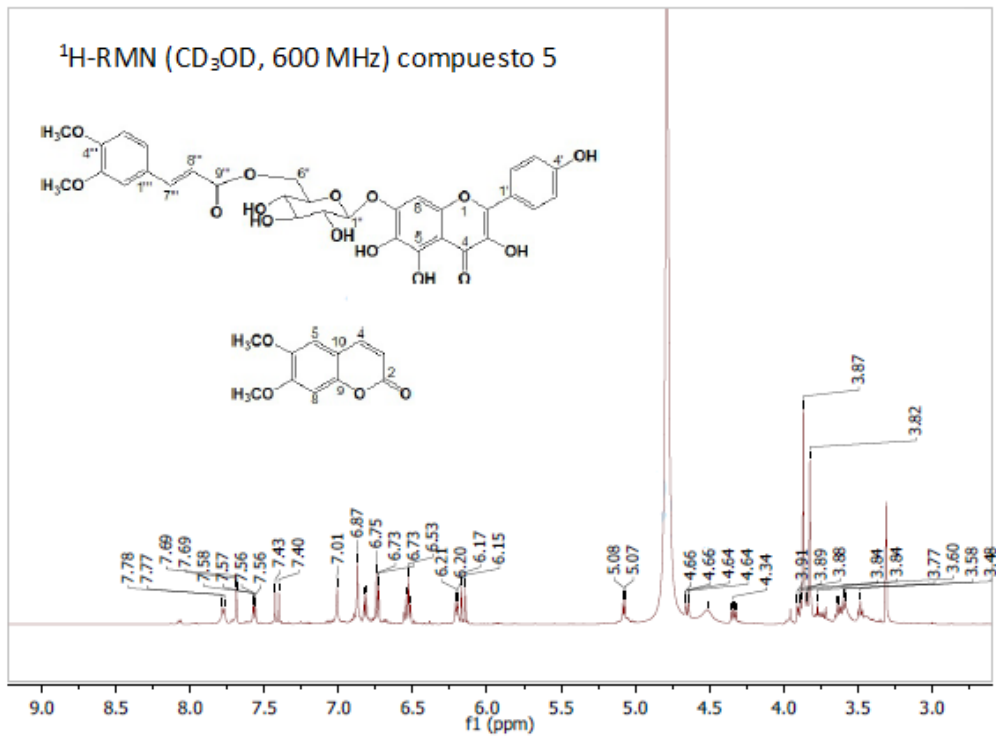 ¹H-RMN (CD₃OD, 600 MHz) compuesto 5
H₃CO
4'''
H₃CO
1'''
7'''
8'''
9'''
O
O
6''
HO
HO
O
1''
OH
O
HO
OH
5
8
O
1
4
O
OH
1'
4'
OH
H₃CO
H₃CO
5
10
4
8
9
O
2
O
7.78
7.77
7.69
7.69
7.58
7.57
7.56
7.56
7.43
7.40
7.01
6.87
6.75
6.73
6.73
6.53
6.21
6.20
6.17
6.15
5.08
5.07
4.66
4.66
4.64
4.64
4.34
3.91
3.89
3.88
3.87
3.84
3.84
3.82
3.77
3.60
3.58
3.48
9.0 8.5 8.0 7.5 7.0 6.5 6.0 5.5 5.0 4.5 4.0 3.5 3.0
f1 (ppm)